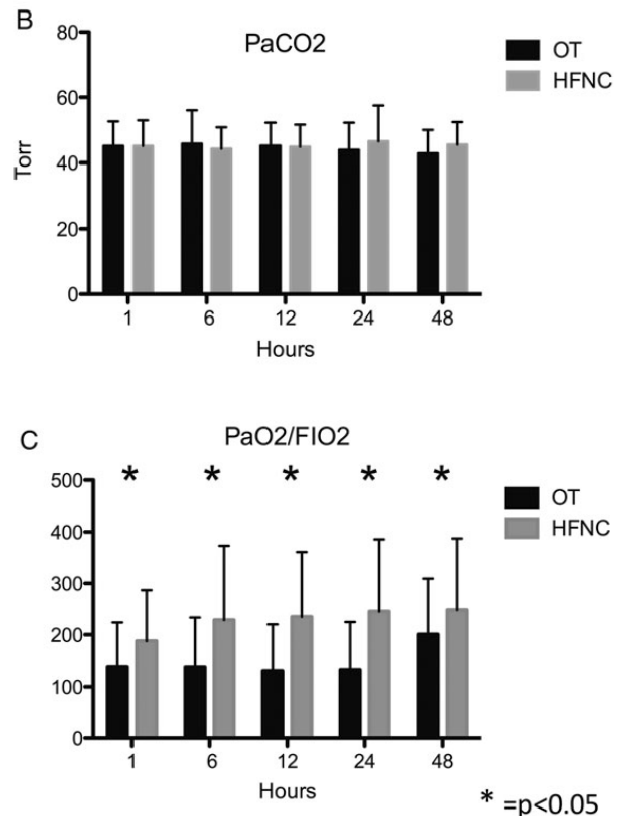 B
PaCO2
80
60
40
20
0
Torr
1 6 12 24 48
Hours
OT
HFNC
C
PaO2/FIO2
* * * * *
500
400
300
200
100
0
1 6 12 24 48
Hours
OT
HFNC
* =p<0.05